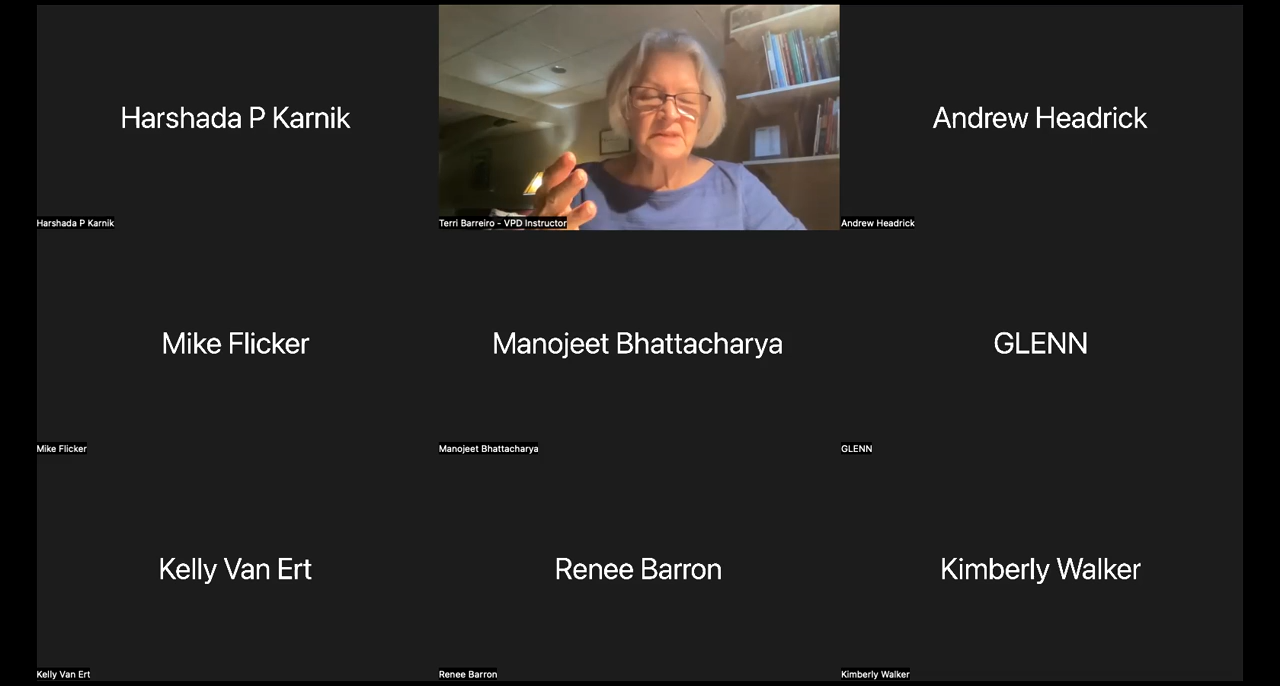 Harshada P Karnik
Harshada P Karnik
Terri Barreiro - VPD Instructor
Andrew Headrick
Andrew Headrick
Mike Flicker
Mike Flicker
Manojeet Bhattacharya
Manojeet Bhattacharya
GLENN
GLENN
Kelly Van Ert
Kelly Van Ert
Renee Barron
Renee Barron
Kimberly Walker
Kimberly Walker